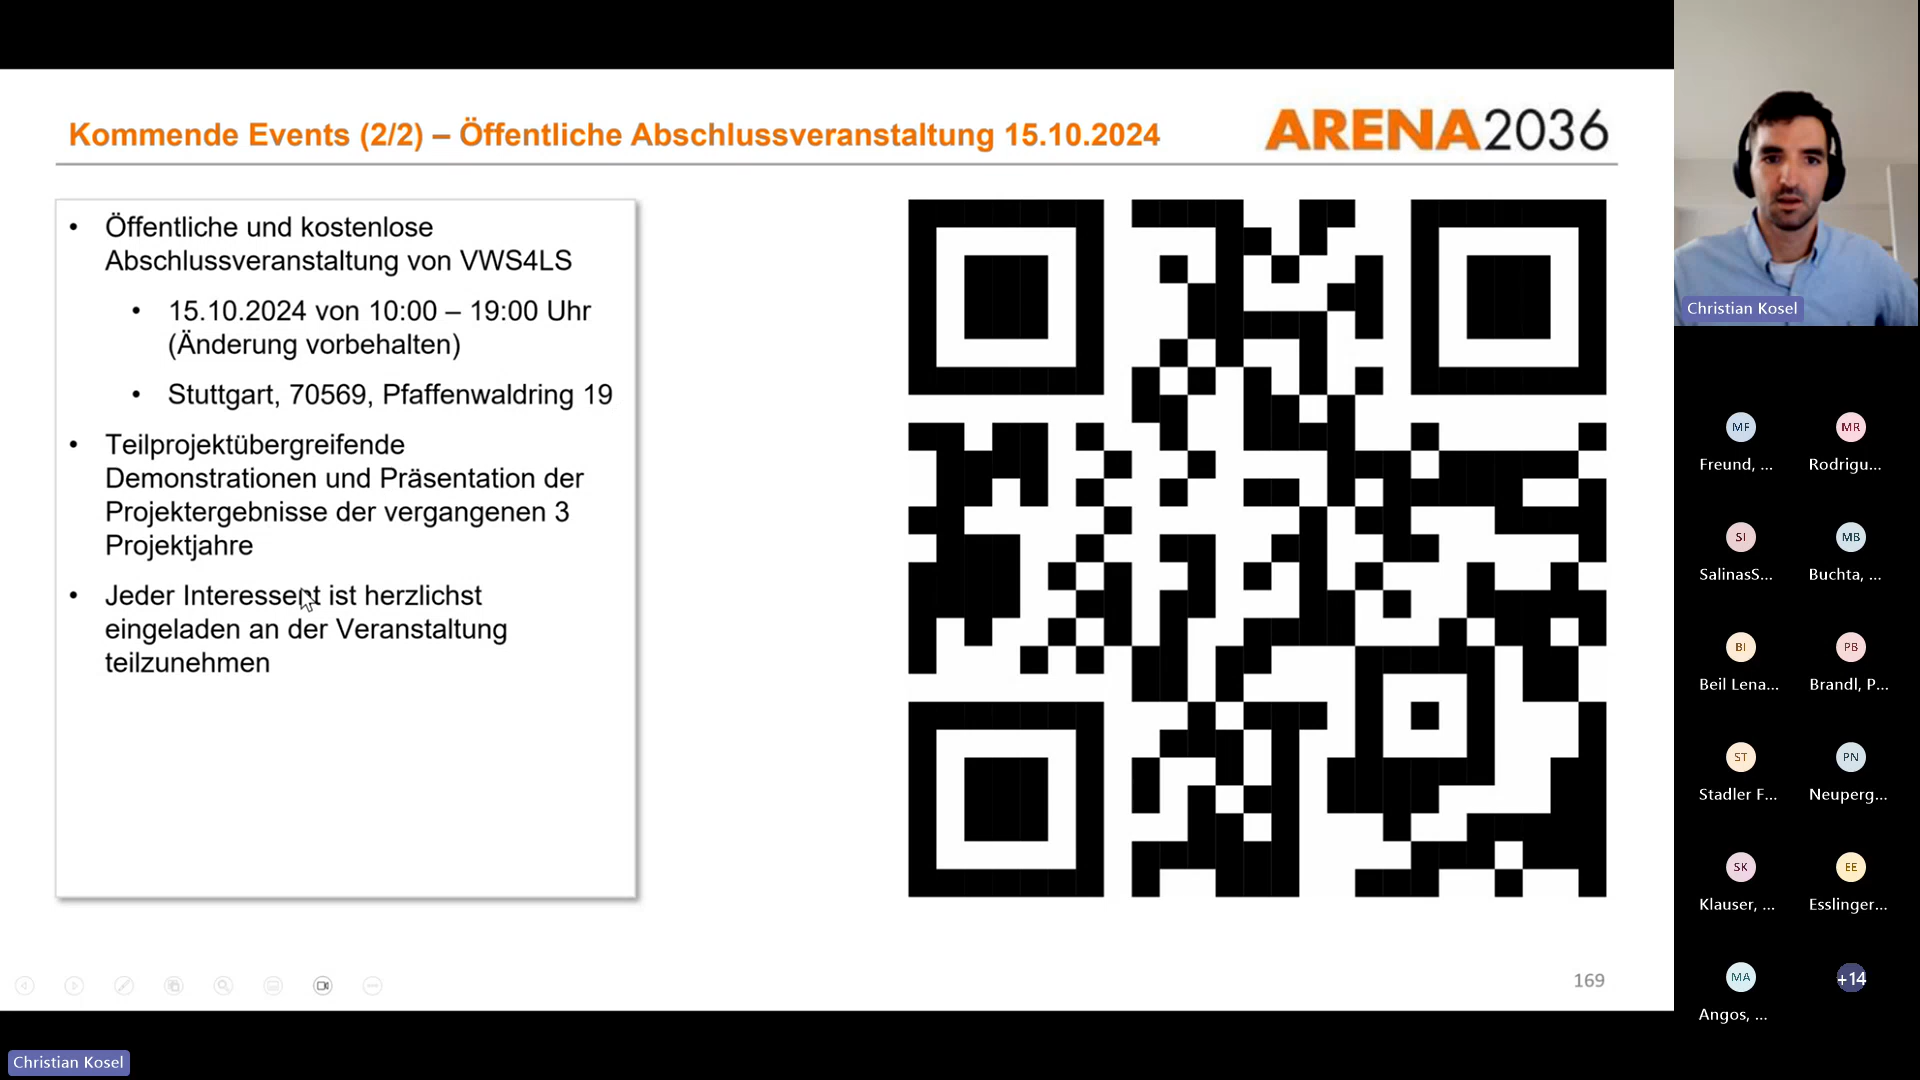 Kommende Events (2/2) – Öffentliche Abschlussveranstaltung 15.10.2024
ARENA2036
• Öffentliche und kostenlose
Abschlussveranstaltung von VWS4LS
• 15.10.2024 von 10:00 – 19:00 Uhr
(Änderung vorbehalten)
• Stuttgart, 70569, Pfaffenwaldring 19
• Teilprojektübergreifende
Demonstrationen und Präsentation der
Projektergebnisse der vergangenen 3
Projektjahre
• Jeder Interessent ist herzlichst
eingeladen an der Veranstaltung
teilzunehmen
169
Christian Kosel
Christian Kosel
MF
Freund, ...
MR
Rodrigu...
SI
SalinasS...
MB
Buchta, ...
BI
Beil Lena...
PB
Brandl, P...
ST
Stadler F...
PN
Neuperg...
SK
Klauser, ...
EE
Esslinger...
MA
Angos, ...
+14